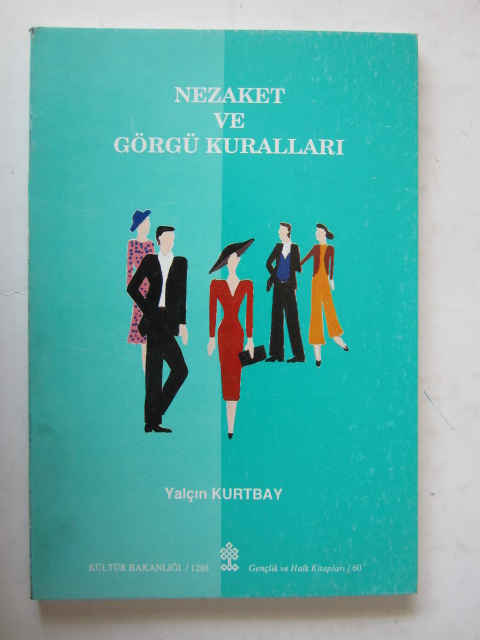 NEZAKET
VE
GÖRGÜ KURALLARI
Yalçın KURTBAY
KÜLTÜR BAKANLIĞI / 1288 Gençlik ve Halk Kitapları / 60